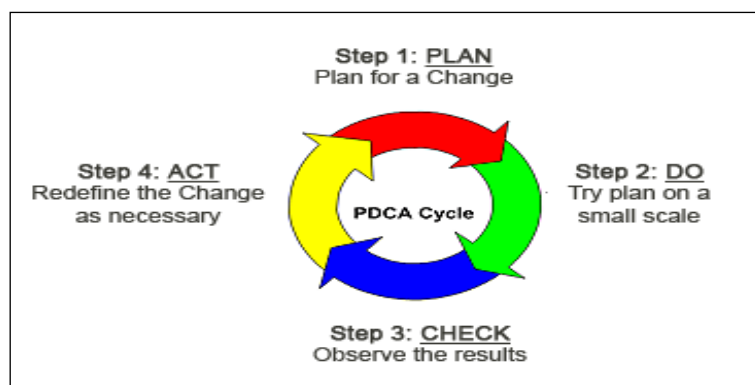 Step 1: PLAN
Plan for a Change
Step 4: ACT
Redefine the Change
as necessary
PDCA Cycle
Step 2: DO
Try plan on a
small scale
Step 3: CHECK
Observe the results